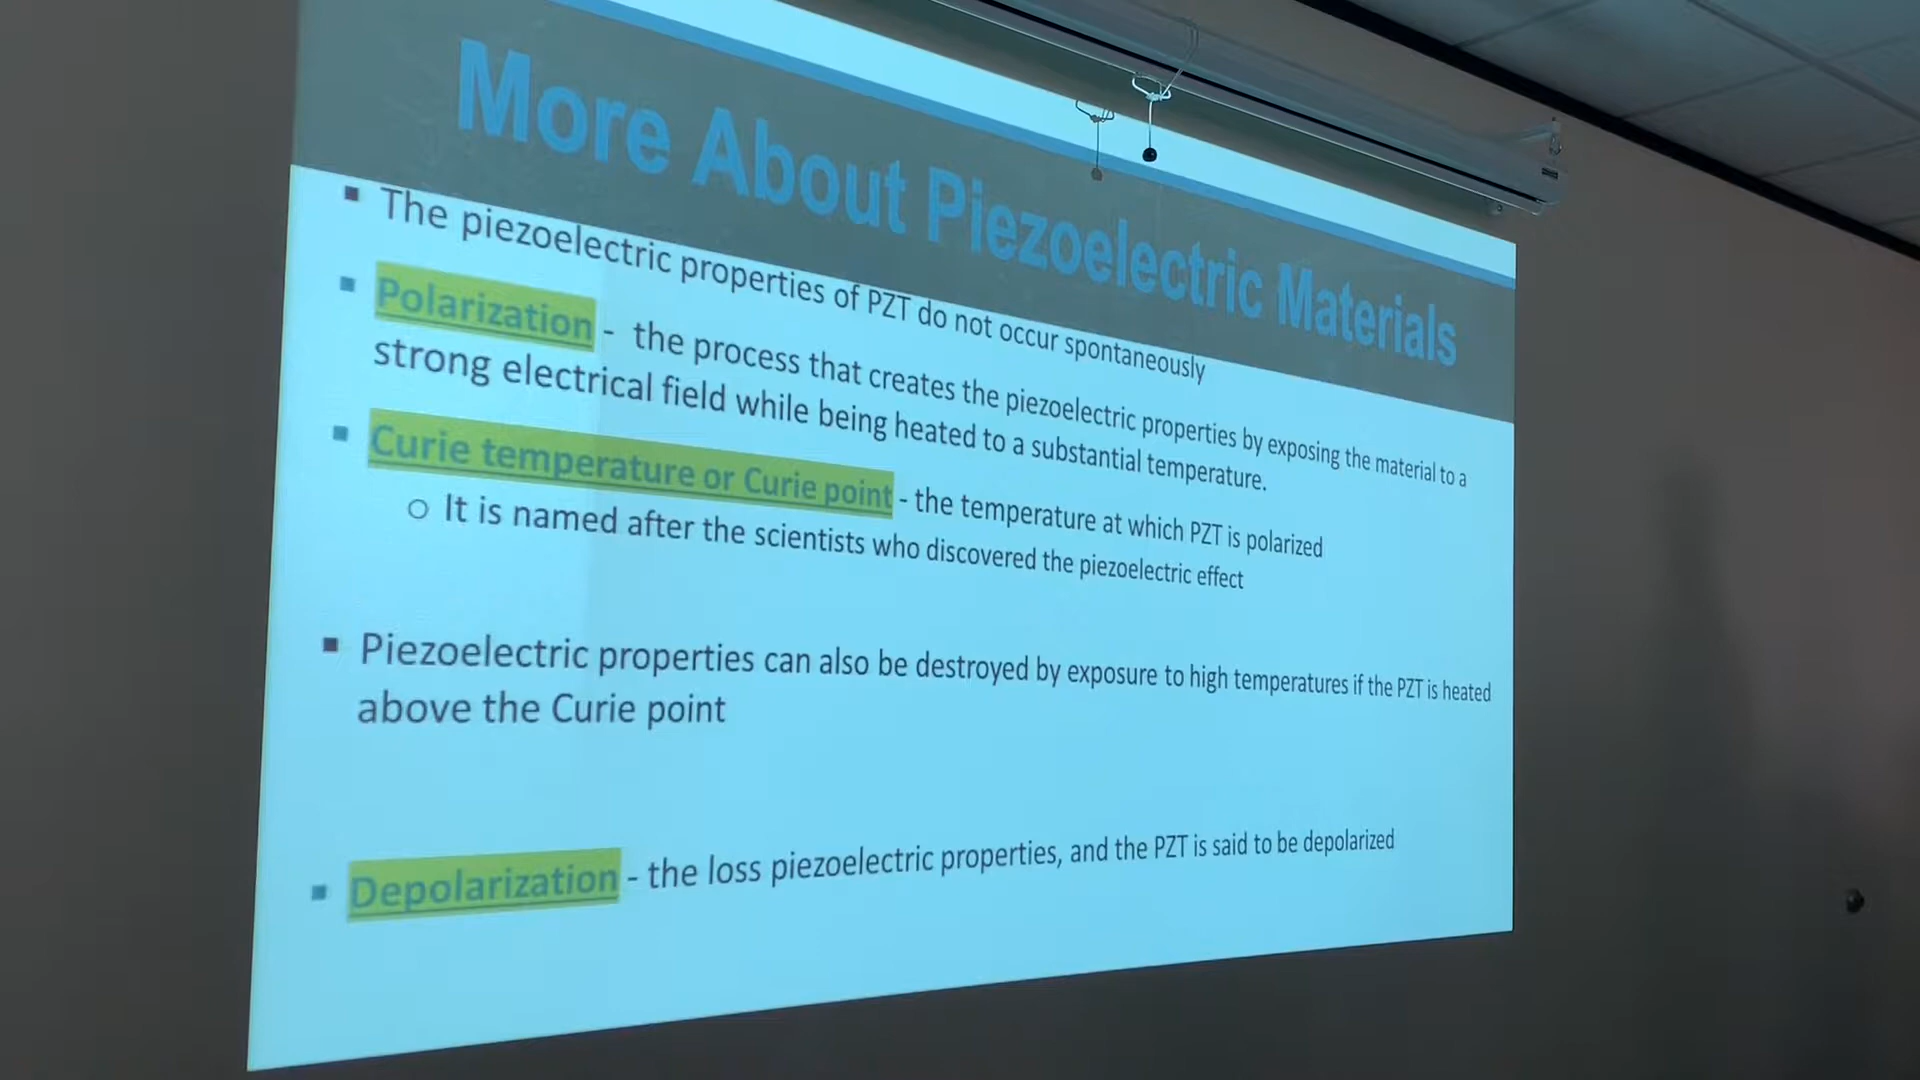 More About Piezoelectric Materials
▪ The piezoelectric properties of PZT do not occur spontaneously
▪ Polarization - the process that creates the piezoelectric properties by exposing the material to a
strong electrical field while being heated to a substantial temperature.
▪ Curie temperature or Curie point - the temperature at which PZT is polarized
○ It is named after the scientists who discovered the piezoelectric effect
▪ Piezoelectric properties can also be destroyed by exposure to high temperatures if the PZT is heated
above the Curie point
▪ Depolarization - the loss piezoelectric properties, and the PZT is said to be depolarized